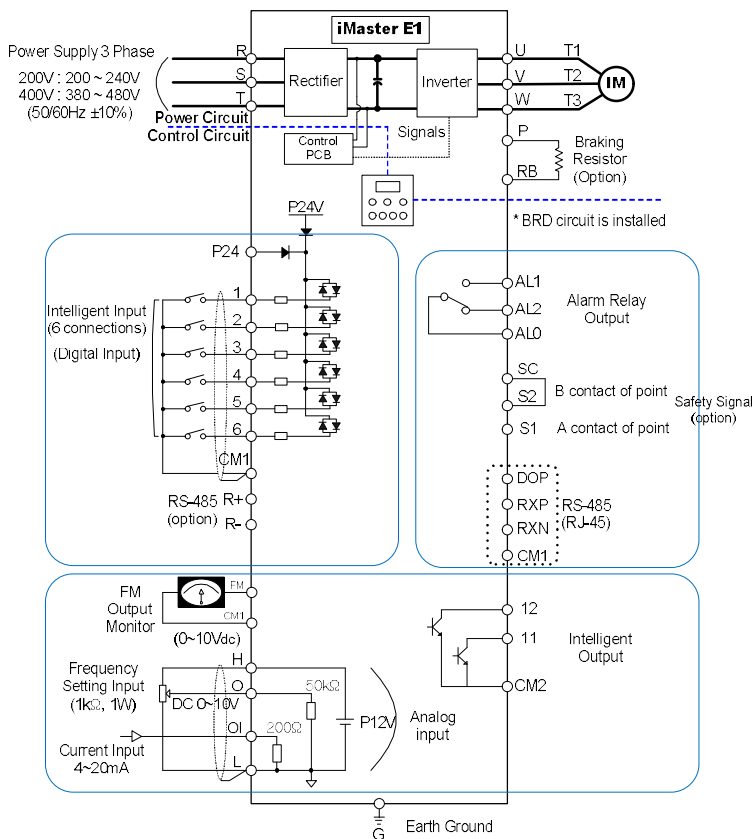 iMaster E1
Power Supply 3 Phase
200V : 200 ~ 240V
400V : 380 ~ 480V
(50/60Hz ±10%)
R
S
T
Rectifier
Inverter
U
V
W
T1
T2
T3
IM
Power Circuit
Control Circuit
Control
PCB
Signals
P
RB
Braking
Resistor
(Option)
* BRD circuit is installed
P24V
P24
Intelligent Input
(6 connections)
(Digital Input)
1
2
3
4
5
6
CM1
RS-485
(option)
R+
R-
AL1
AL2
AL0
Alarm Relay
Output
SC
S2
B contact of point
S1
A contact of point
Safety Signal
(option)
DOP
RXP
RXN
CM1
RS-485
(RJ-45)
FM
Output
Monitor
FM
CM1
(0~10Vdc)
Frequency
Setting Input
(1kΩ, 1W)
H
O
DC 0~10V
OI
L
Current Input
4~20mA
50kΩ
200Ω
P12V
Analog
input
12
11
CM2
Intelligent
Output
G
Earth Ground